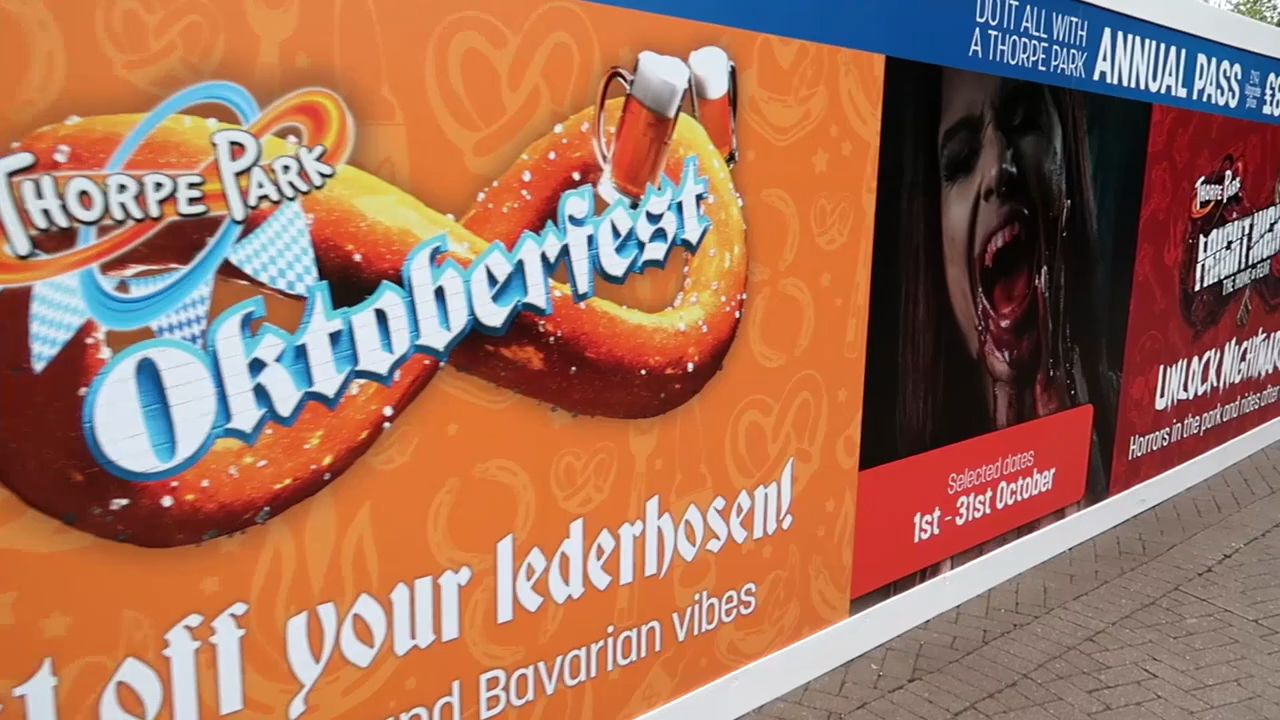 THORPE PARK
Oktoberfest
off your lederhosen!
Bavarian vibes
DO IT ALL WITH
A THORPE PARK
ANNUAL PASS
Selected dates
1st - 31st October
THORPE PARK
UNLOCK
Horrors in the park and rides after